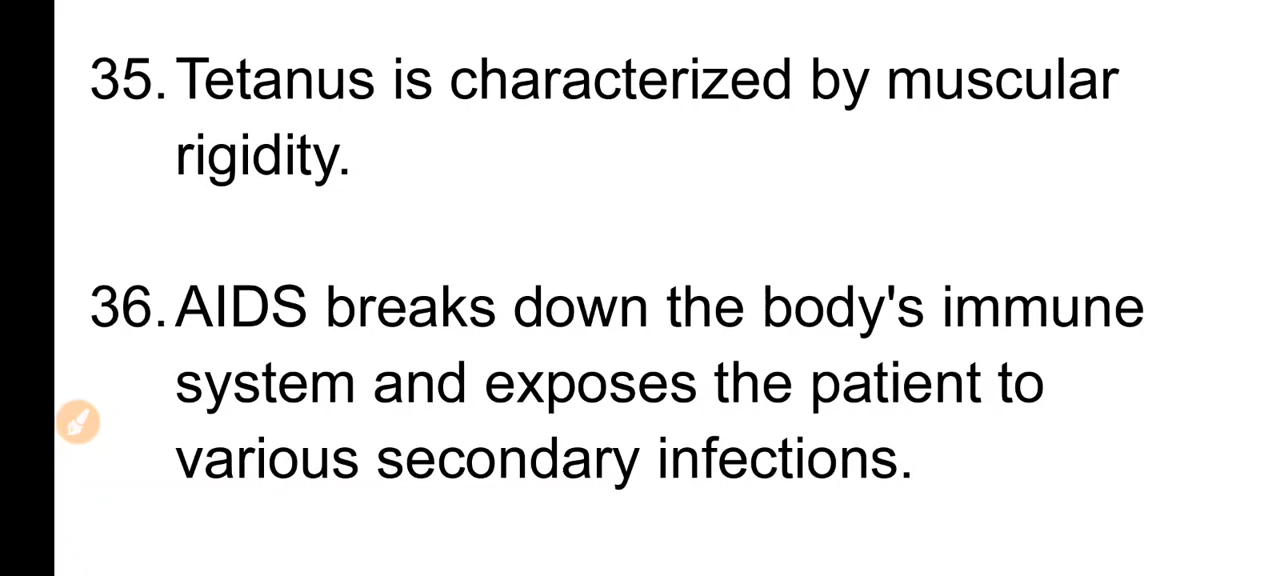 35. Tetanus is characterized by muscular
rigidity.
36. AIDS breaks down the body's immune
system and exposes the patient to
various secondary infections.